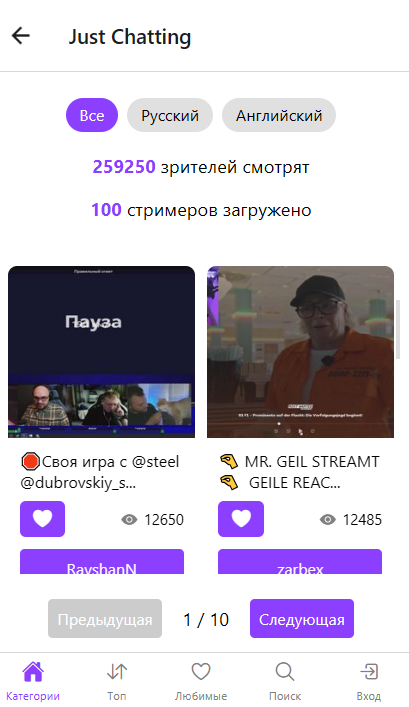 Just Chatting
Все Русский Английский
259250 зрителей смотрят
100 стримеров загружено
Правильный ответ
Пауза
🛑Своя игра с @steel
@dubrovskiy_s...
MR. GEIL STREAMT
GEILE REAC...
12650
12485
RavshanN
zarbex
Предыдущая
1 / 10
Следующая
Категории
Топ
Любимые
Поиск
Вход